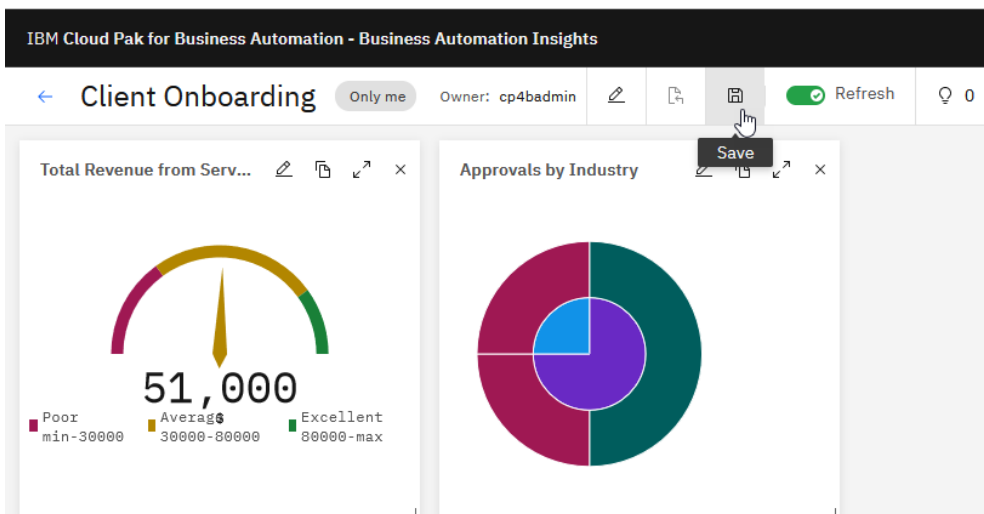 IBM Cloud Pak for Business Automation - Business Automation Insights
Client Onboarding Only me Owner: cp4badmin Refresh 0
Save
Total Revenue from Serv... Approvals by Industry
51,000
$
Poor Average Excellent
min-30000 30000-80000 80000-max